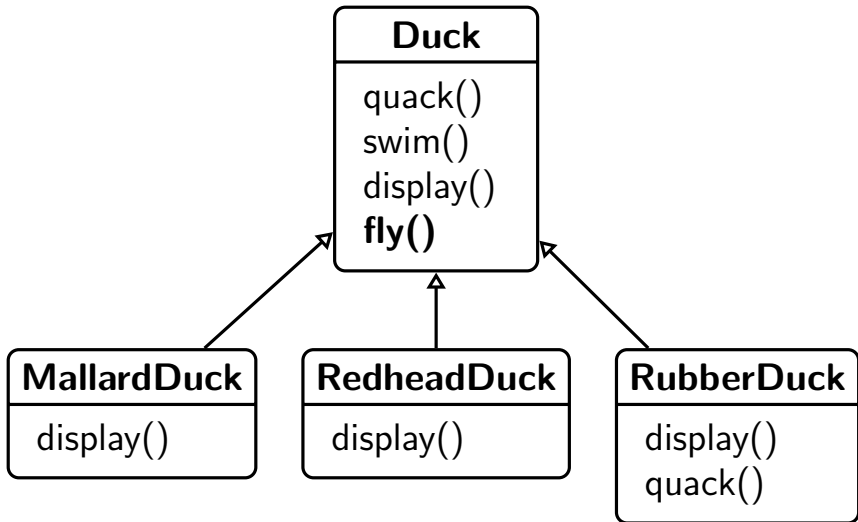 Duck
quack()
swim()
display()
fly()
MallardDuck
display()
RedheadDuck
display()
RubberDuck
display()
quack()